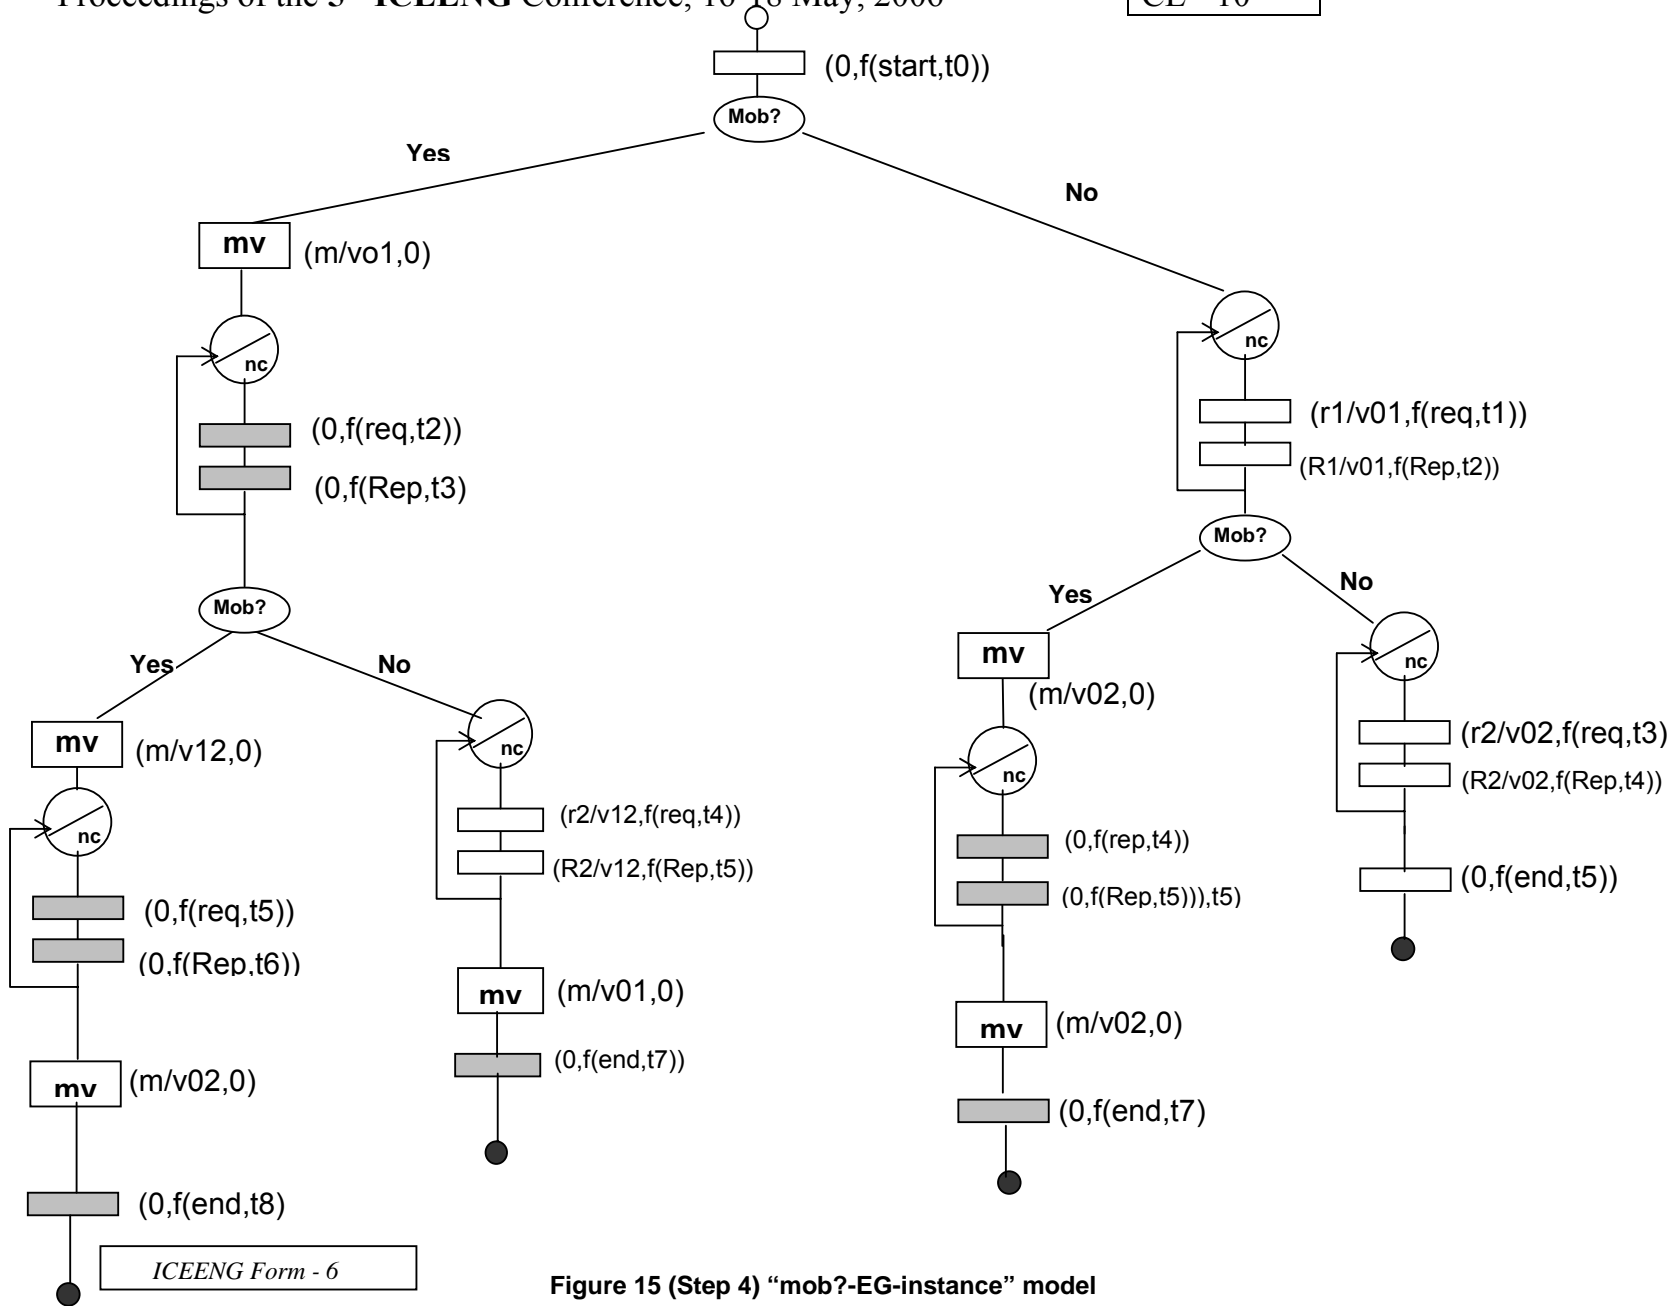 Proceedings of the ICEENG Conference, 16-18 May, 2006
CE - 10
(0,f(start,t0))
Mob?
Yes
No
mv
(m/vo1,0)
nc
nc
(0,f(req,t2))
(r1/v01,f(req,t1))
(0,f(Rep,t3)
(R1/v01,f(Rep,t2))
Mob?
Mob?
Yes
No
Yes
No
mv
(m/v02,0)
nc
mv
(m/v12,0)
nc
nc
nc
(r2/v02,f(req,t3)
(R2/v02,f(Rep,t4))
(r2/v12,f(req,t4))
(R2/v12,f(Rep,t5))
(0,f(rep,t4))
(0,f(Rep,t5))),t5)
(0,f(end,t5))
(0,f(req,t5))
(0,f(Rep,t6))
mv
(m/v01,0)
mv
(m/v02,0)
(0,f(end,t7))
mv
(m/v02,0)
(0,f(end,t7)
(0,f(end,t8)
ICEENG Form - 6
Figure 15 (Step 4) “mob?-EG-instance” model